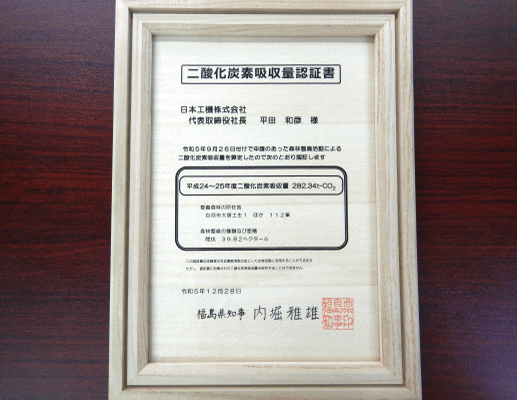 二酸化炭素吸収量認証書
日本工機株式会社
代表取締役社長 平田 和彦 様
令和5年9月26日付けで申請のあった森林整備活動による
二酸化炭素吸収量を算定したので次のとおり認証します
平成24～25年度二酸化炭素吸収量 282.34t-CO₂
整備森林の所在地
白河市大信土生1 ほか 112筆
森林整備の種類及び面積
間伐 39.82ヘクタール
令和5年12月28日
福島県知事 内堀雅雄